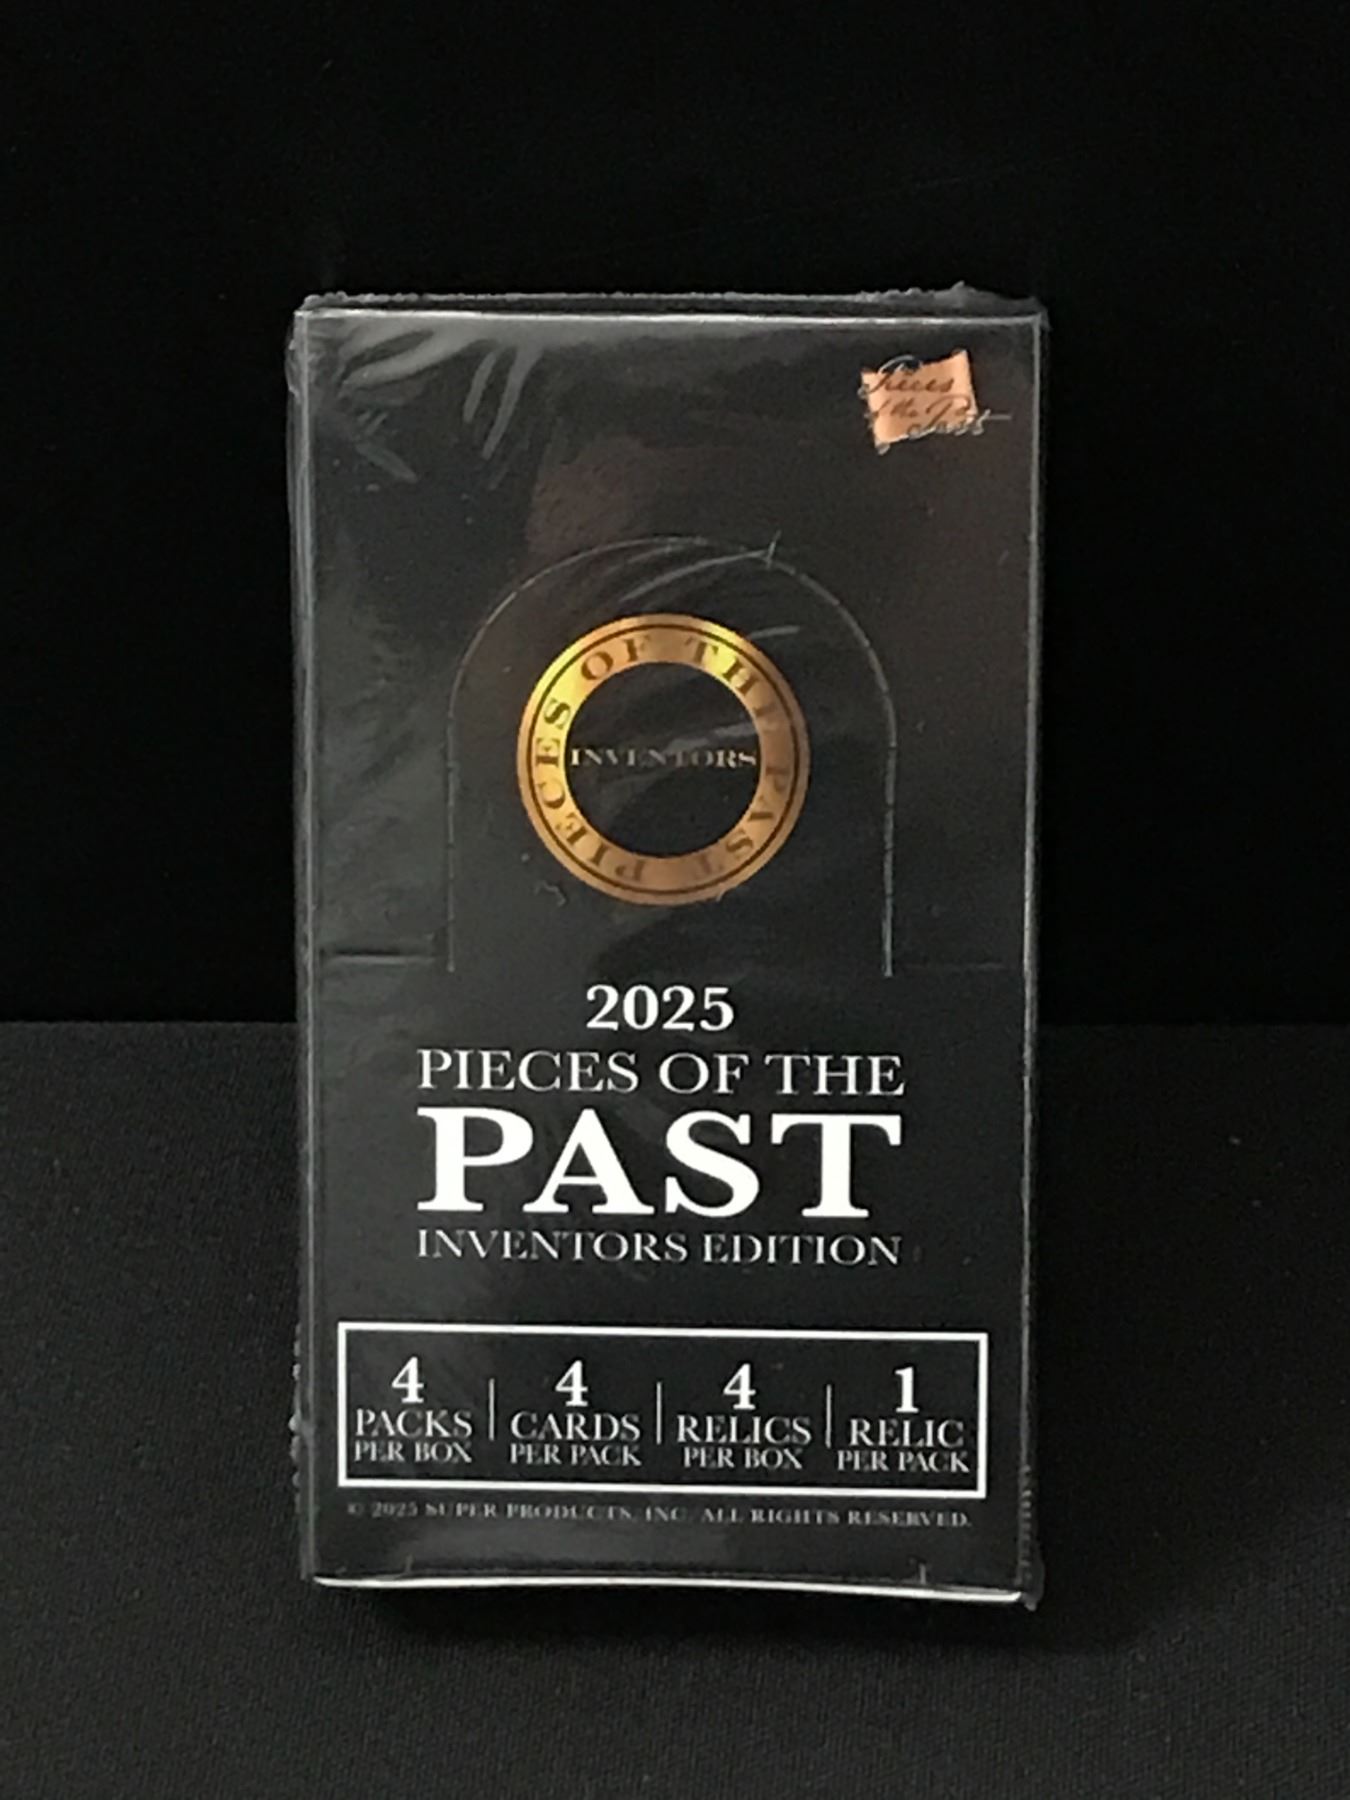 Pieces
of the Past
PIECES OF THE PAST
INVENTORS
2025
PIECES OF THE
PAST
INVENTORS EDITION
4
PACKS
PER BOX
4
CARDS
PER PACK
4
RELICS
PER BOX
1
RELIC
PER PACK
© 2025 SUPER PRODUCTS, INC. ALL RIGHTS RESERVED.